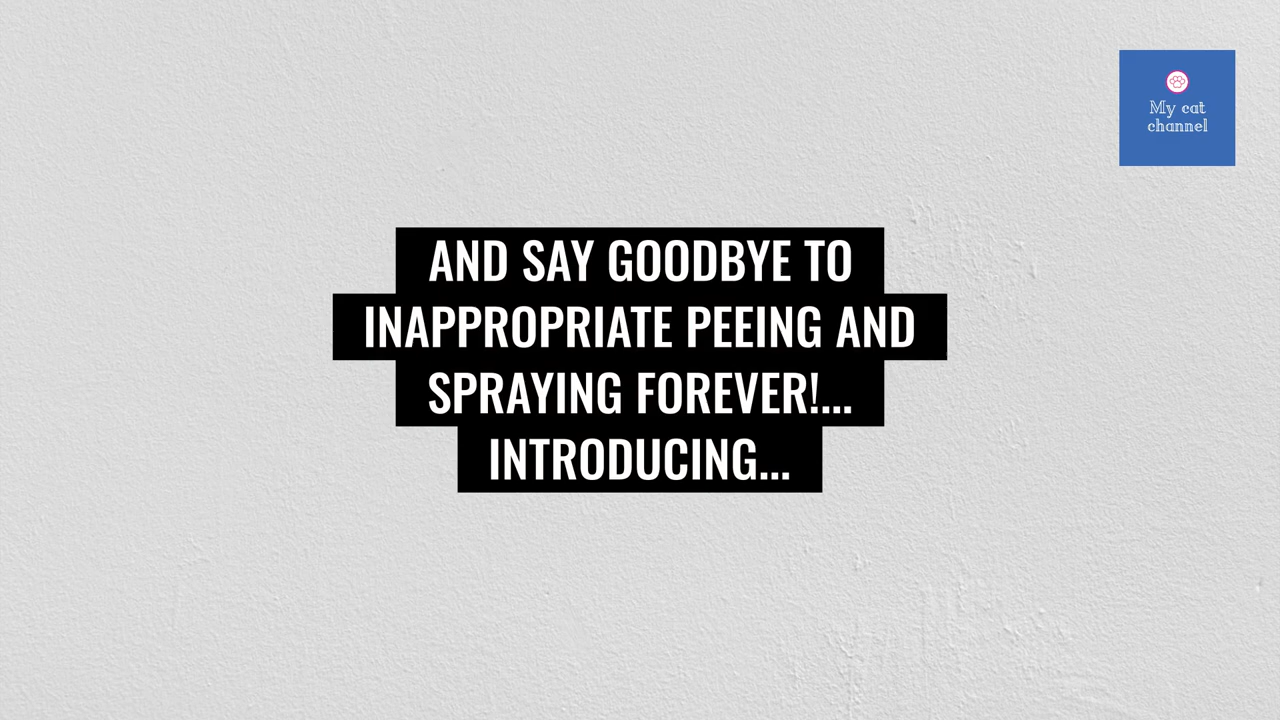 My cat
channel
AND SAY GOODBYE TO
INAPPROPRIATE PEEING AND
SPRAYING FOREVER!...
INTRODUCING...